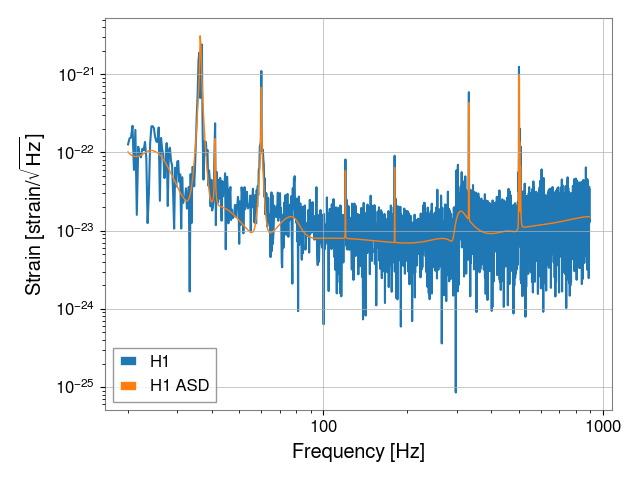 10⁻²¹
10⁻²²
10⁻²³
10⁻²⁴
10⁻²⁵
Strain [strain/√Hz]
H1
H1 ASD
100
1000
Frequency [Hz]